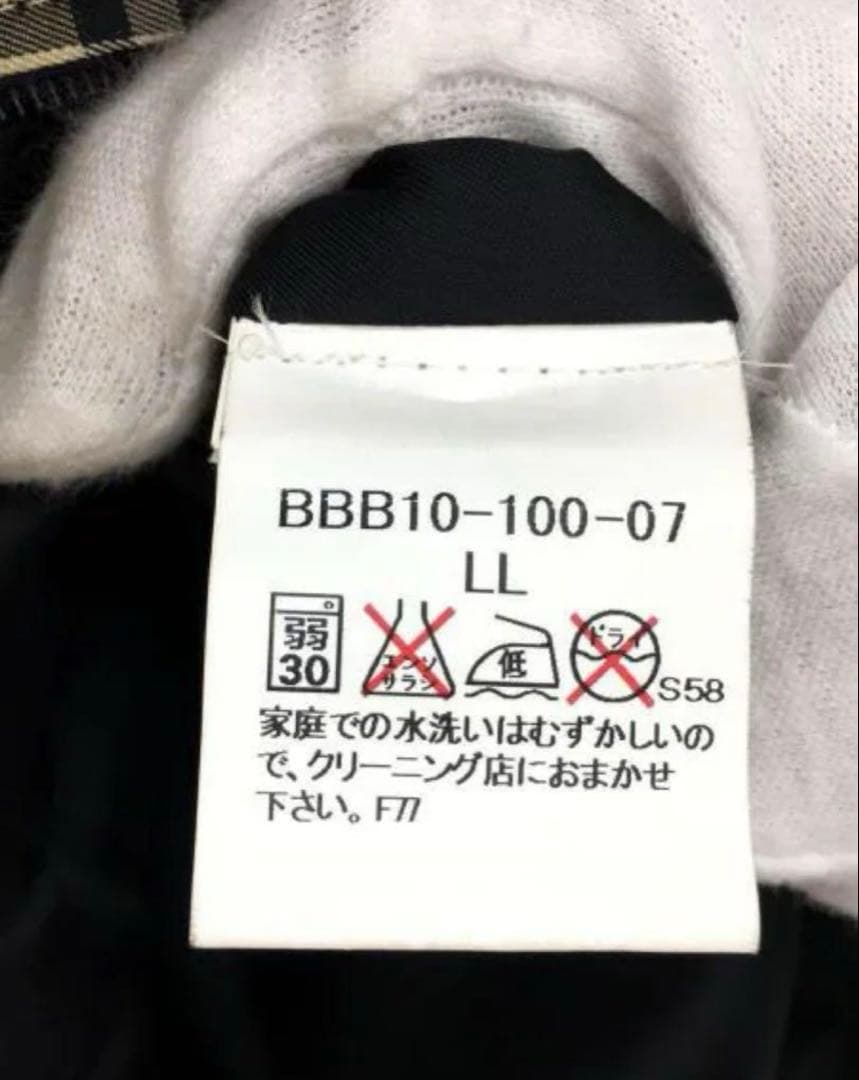 BBB10-100-07
LL
弱
30
エンソ
サラシ
低
ドライ
S58
家庭での水洗いはむずかしいの
で、クリーニング店におまかせ
下さい。F77